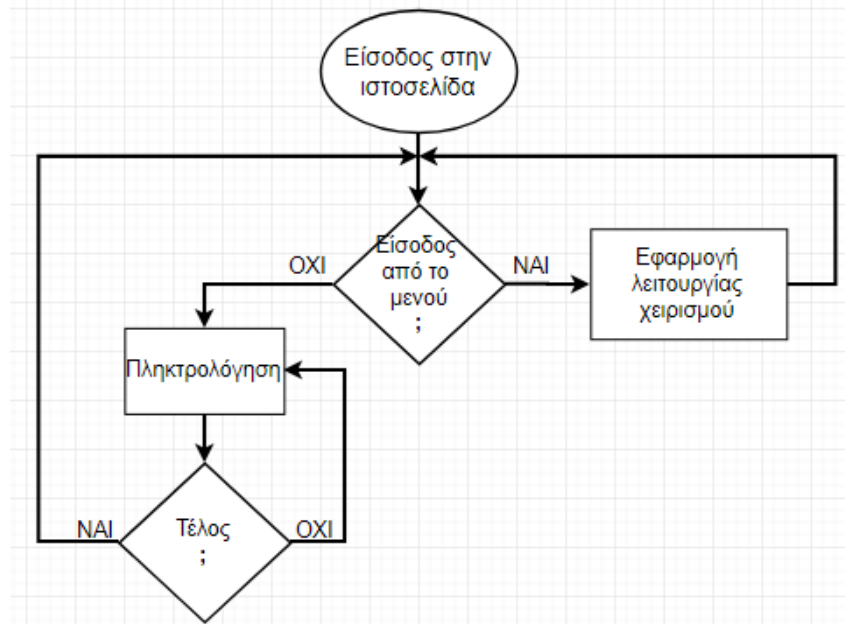 Είσοδος στην
ιστοσελίδα
Είσοδος
από το
μενού
;
ΟΧΙ
ΝΑΙ
Εφαρμογή
λειτουργίας
χειρισμού
Πληκτρολόγηση
Τέλος
;
ΝΑΙ
ΟΧΙ